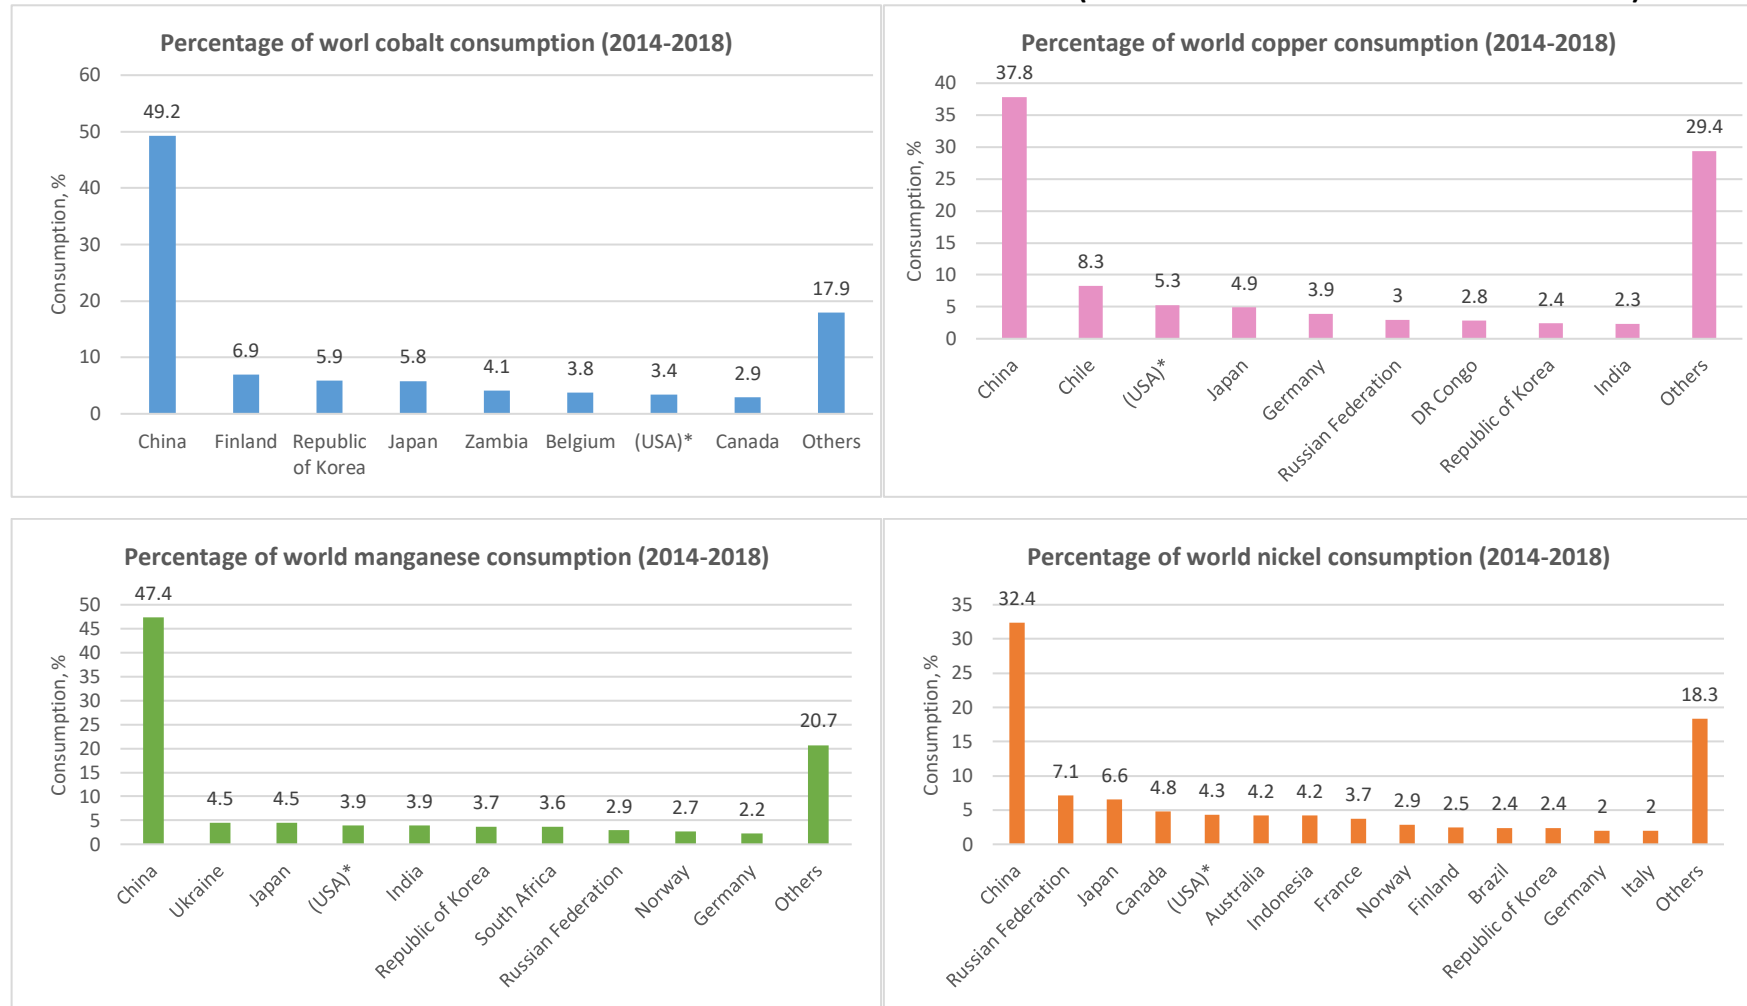 Percentage of worl cobalt consumption (2014-2018)
Consumption, %
60
50
40
30
20
10
0
49.2
6.9
5.9
5.8
4.1
3.8
3.4
2.9
17.9
China
Finland
Republic
of Korea
Japan
Zambia
Belgium
(USA)*
Canada
Others
Percentage of world copper consumption (2014-2018)
Consumption, %
40
35
30
25
20
15
10
5
0
37.8
8.3
5.3
4.9
3.9
3
2.8
2.4
2.3
29.4
China
Chile
(USA)*
Japan
Germany
Russian Federation
DR Congo
Republic of Korea
India
Others
Percentage of world manganese consumption (2014-2018)
Consumption, %
50
45
40
35
30
25
20
15
10
5
0
47.4
4.5
4.5
3.9
3.9
3.7
3.6
2.9
2.7
2.2
20.7
China
Ukraine
Japan
(USA)*
India
Republic of Korea
South Africa
Russian Federation
Norway
Germany
Others
Percentage of world nickel consumption (2014-2018)
Consumption, %
35
30
25
20
15
10
5
0
32.4
7.1
6.6
4.8
4.3
4.2
4.2
3.7
2.9
2.5
2.4
2.4
2
2
18.3
China
Russian Federation
Japan
Canada
(USA)*
Australia
Indonesia
France
Norway
Finland
Brazil
Republic of Korea
Germany
Italy
Others